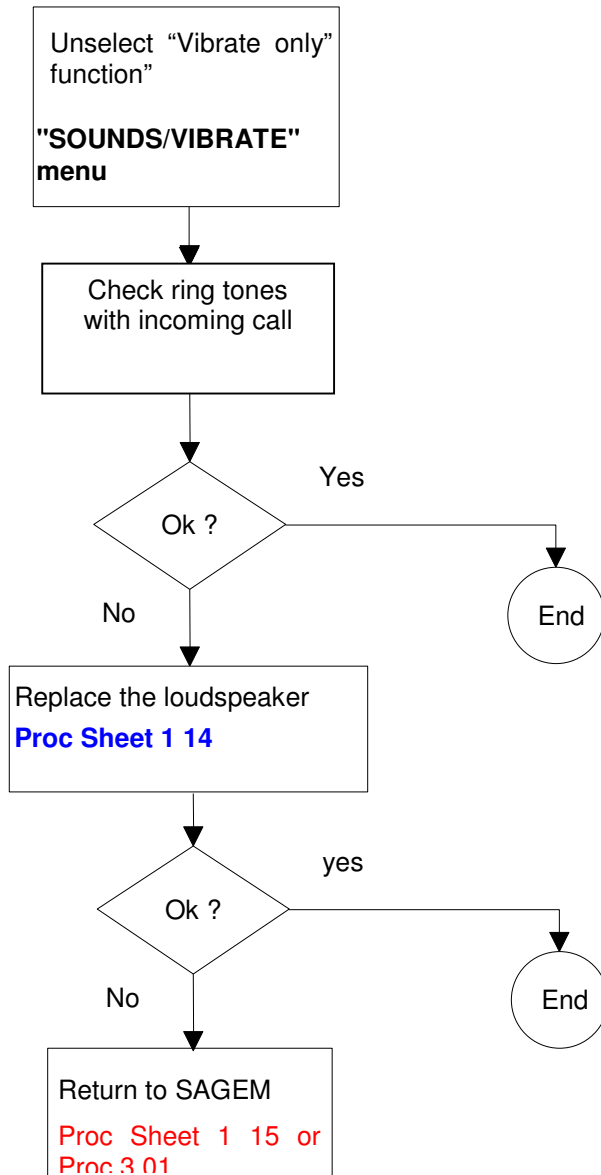 Unselect “Vibrate only”
function”
"SOUNDS/VIBRATE"
menu
Check ring tones
with incoming call
Yes
Ok ?
End
No
Replace the loudspeaker
Proc Sheet 1 14
yes
Ok ?
End
No
Return to SAGEM
Proc Sheet 1 15 or
Proc 3 01